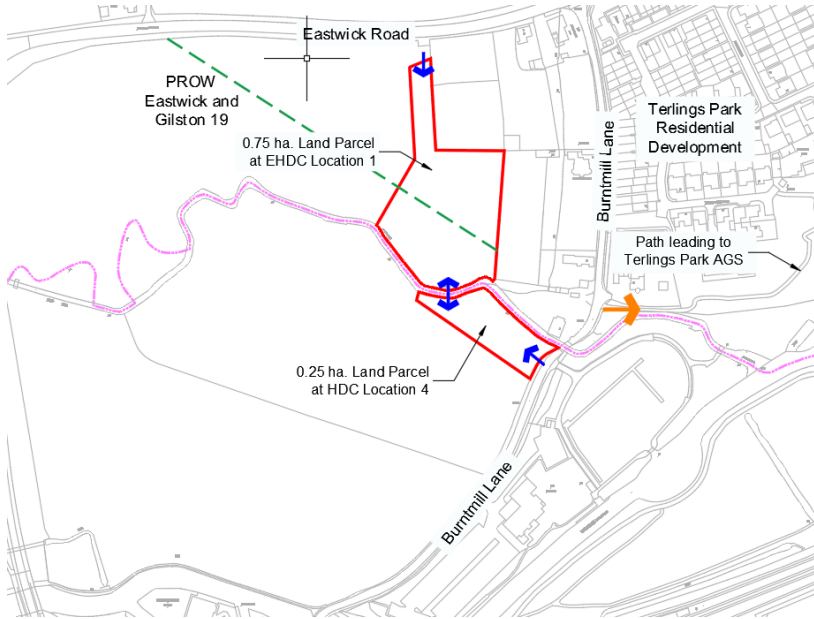 Eastwick Road
PROW
Eastwick and
Gilston 19
0.75 ha. Land Parcel
at EHDC Location 1
Terlings Park
Residential
Development
Burntmill Lane
Path leading to
Terlings Park AGS
0.25 ha. Land Parcel
at HDC Location 4
Burntmill Lane